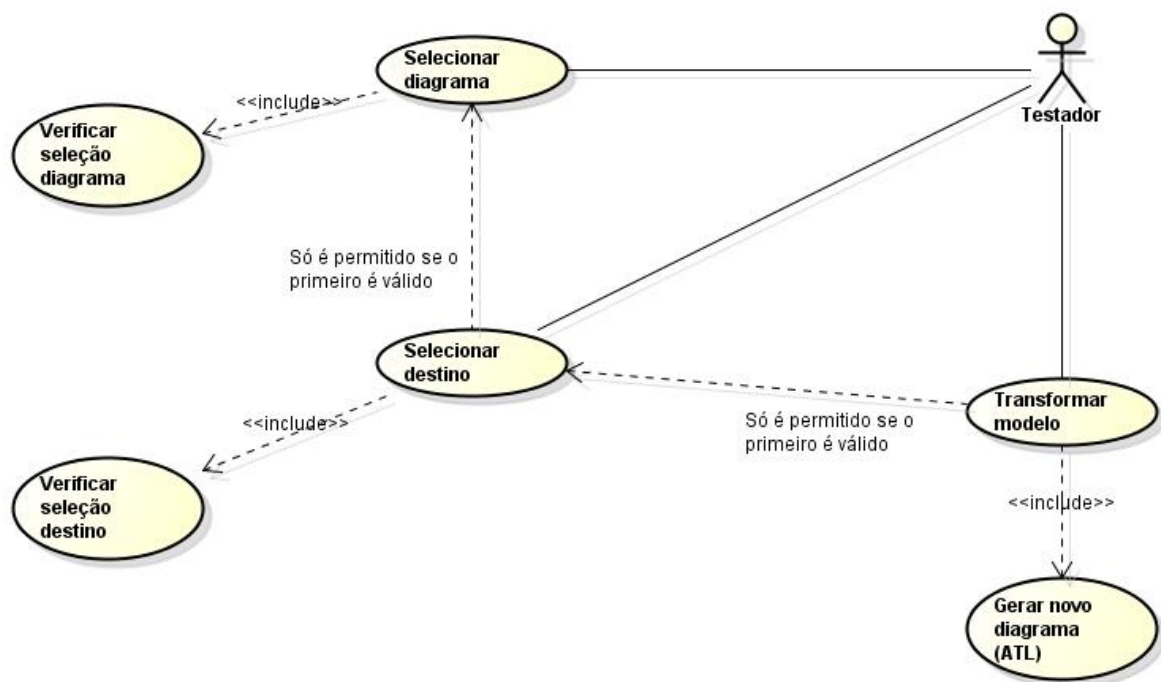 Selecionar
diagrama
<<include>>
Verificar
seleção
diagrama
Testador
Só é permitido se o
primeiro é válido
Selecionar
destino
<<include>>
Só é permitido se o
primeiro é válido
Transformar
modelo
Verificar
seleção
destino
<<include>>
Gerar novo
diagrama
(ATL)